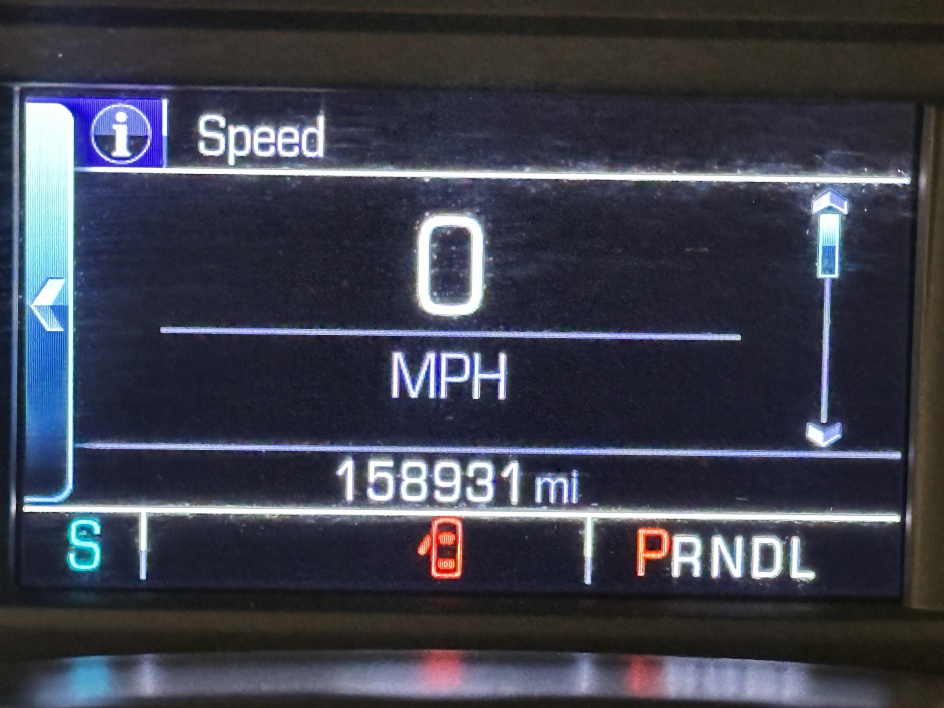 i Speed
0
MPH
158931 mi
S PRNDL